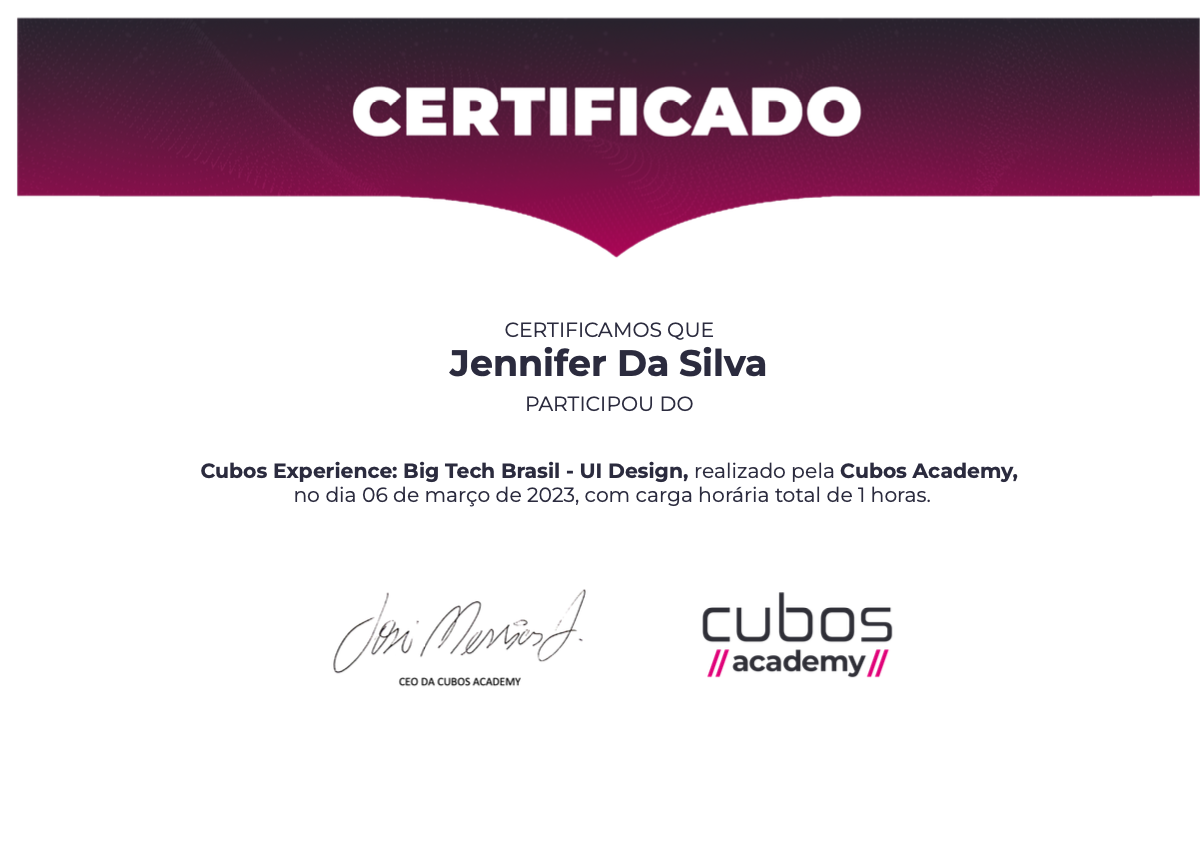 CERTIFICADO
CERTIFICAMOS QUE
Jennifer Da Silva
PARTICIPOU DO
Cubos Experience: Big Tech Brasil - UI Design, realizado pela Cubos Academy,
no dia 06 de março de 2023, com carga horária total de 1 horas.
CEO DA CUBOS ACADEMY
cubos
//academy//